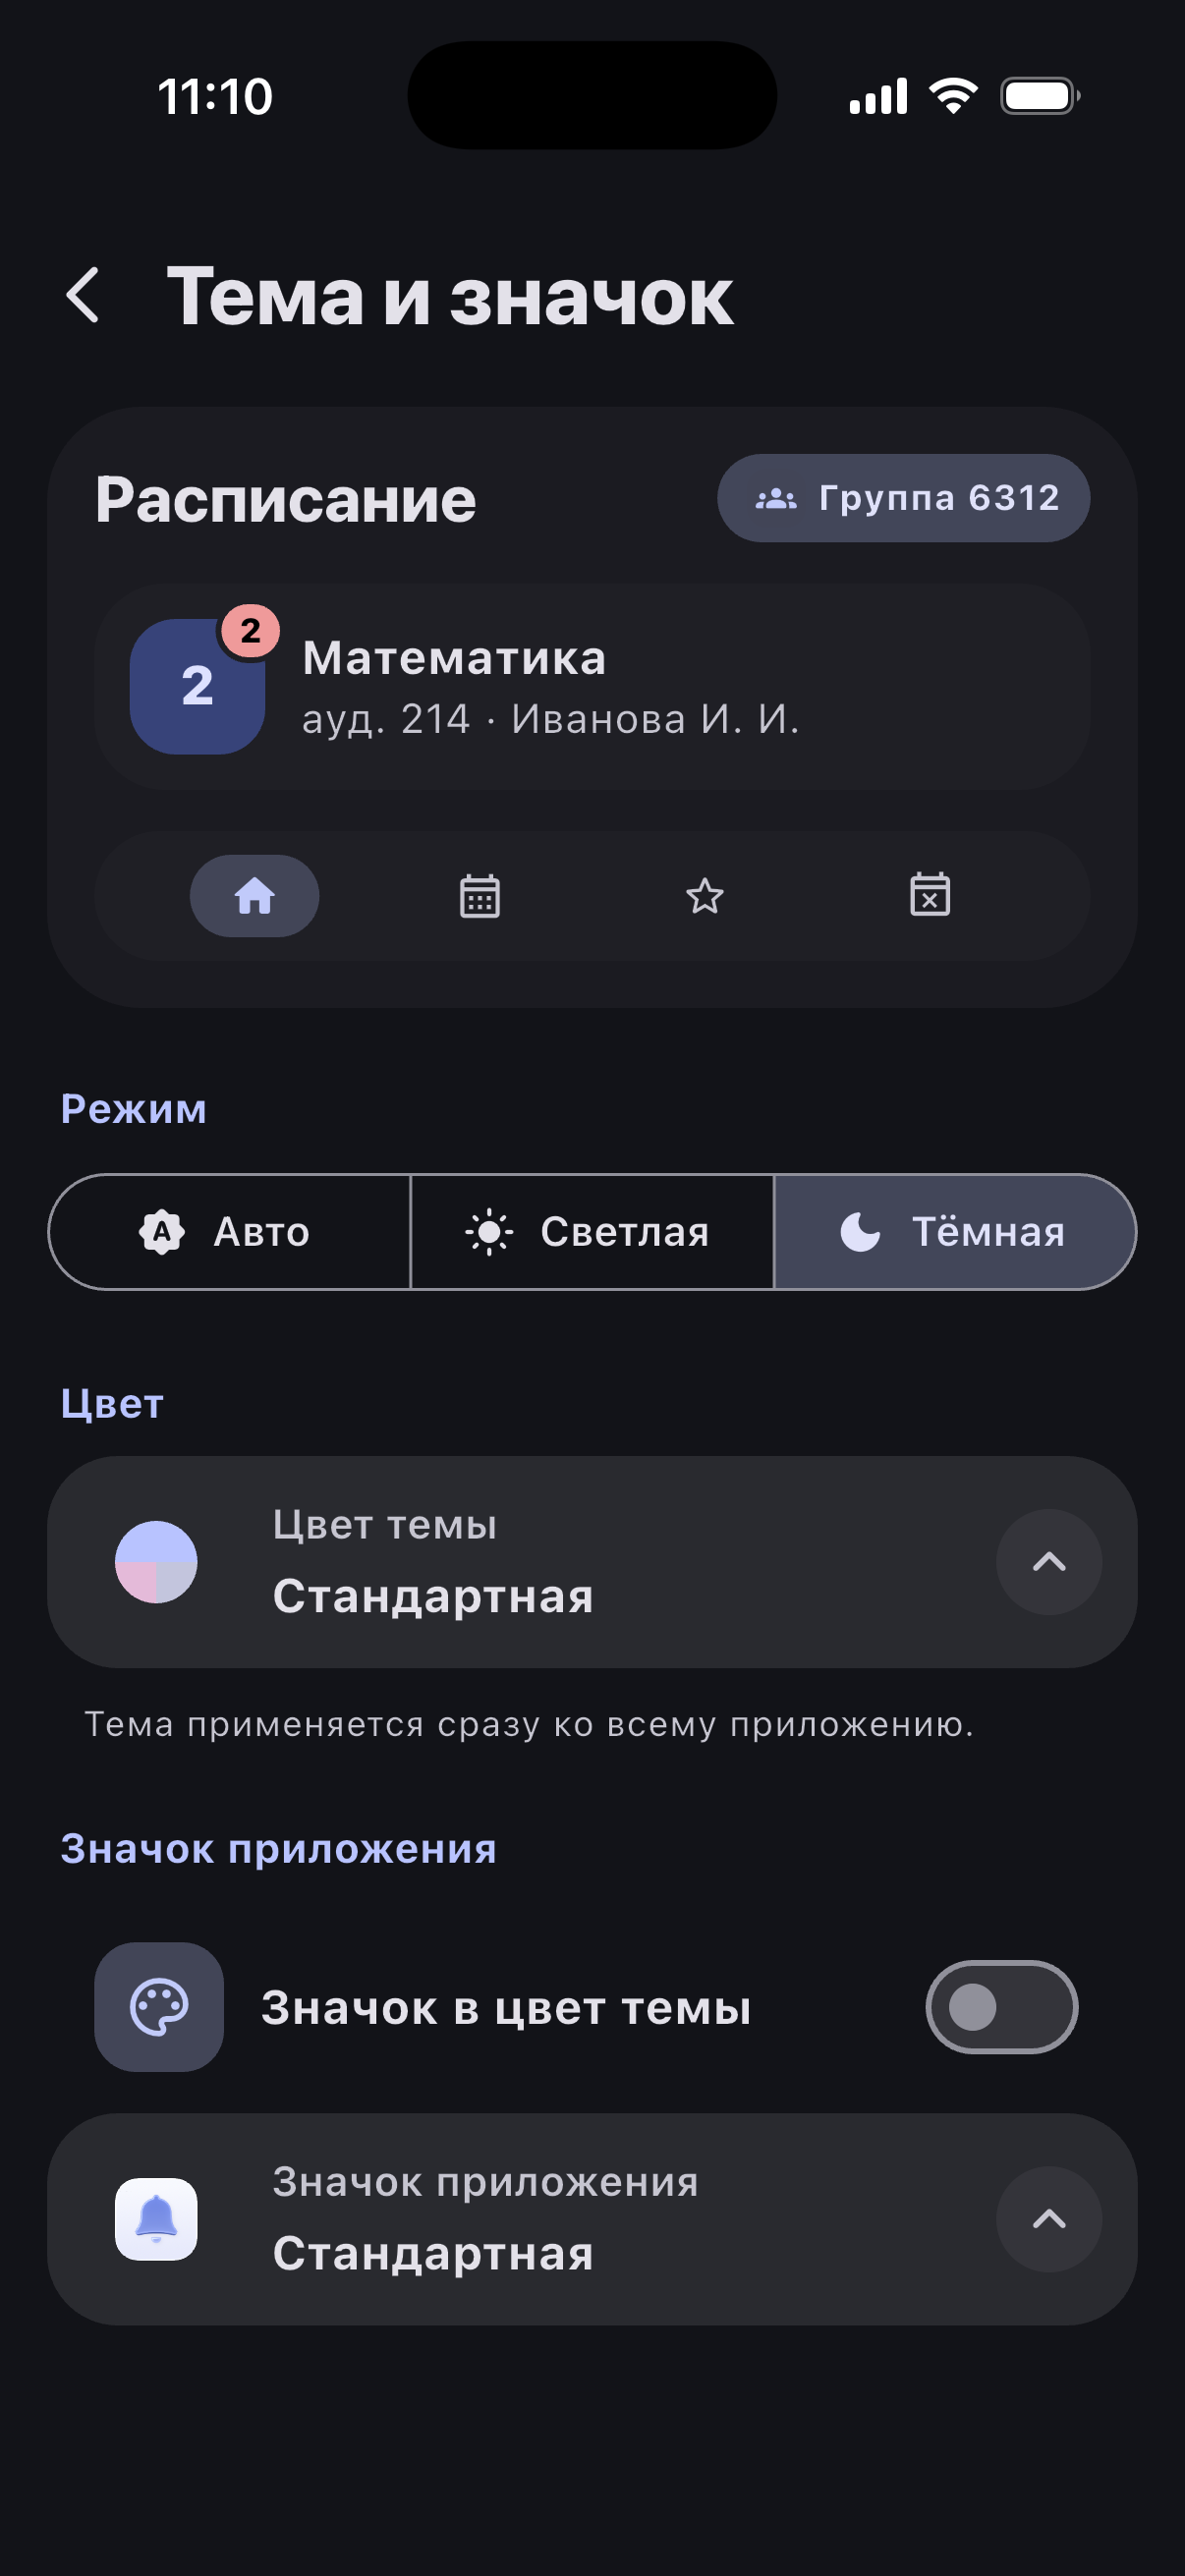 11:10
Тема и значок
Расписание
Группа 6312
2
2
Математика
ауд. 214 · Иванова И. И.
Режим
A Авто
Светлая
Тёмная
Цвет
Цвет темы
Стандартная
Тема применяется сразу ко всему приложению.
Значок приложения
Значок в цвет темы
Значок приложения
Стандартная